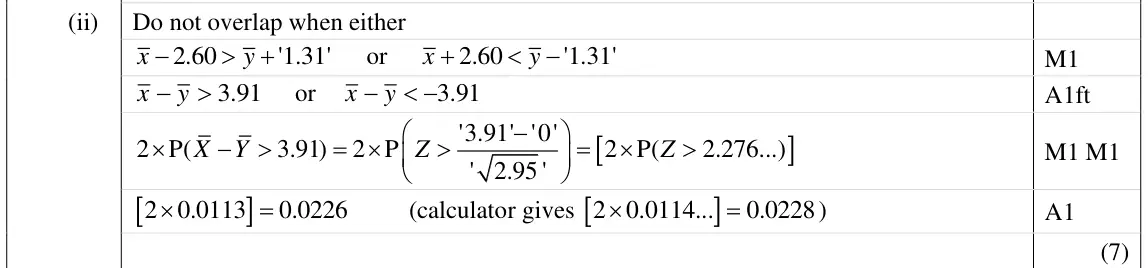 (ii) Do not overlap when either
x̄ − 2.60 > ȳ + '1.31' or x̄ + 2.60 < ȳ − '1.31' M1
x̄ − ȳ > 3.91 or x̄ − ȳ < −3.91 A1ft
2×P(X̄ − Ȳ > 3.91) = 2×P(Z > ('3.91'−'0')/('√2.95')) = [2×P(Z > 2.276...)] M1 M1
[2×0.0113] = 0.0226 (calculator gives [2×0.0114...] = 0.0228) A1
(7)